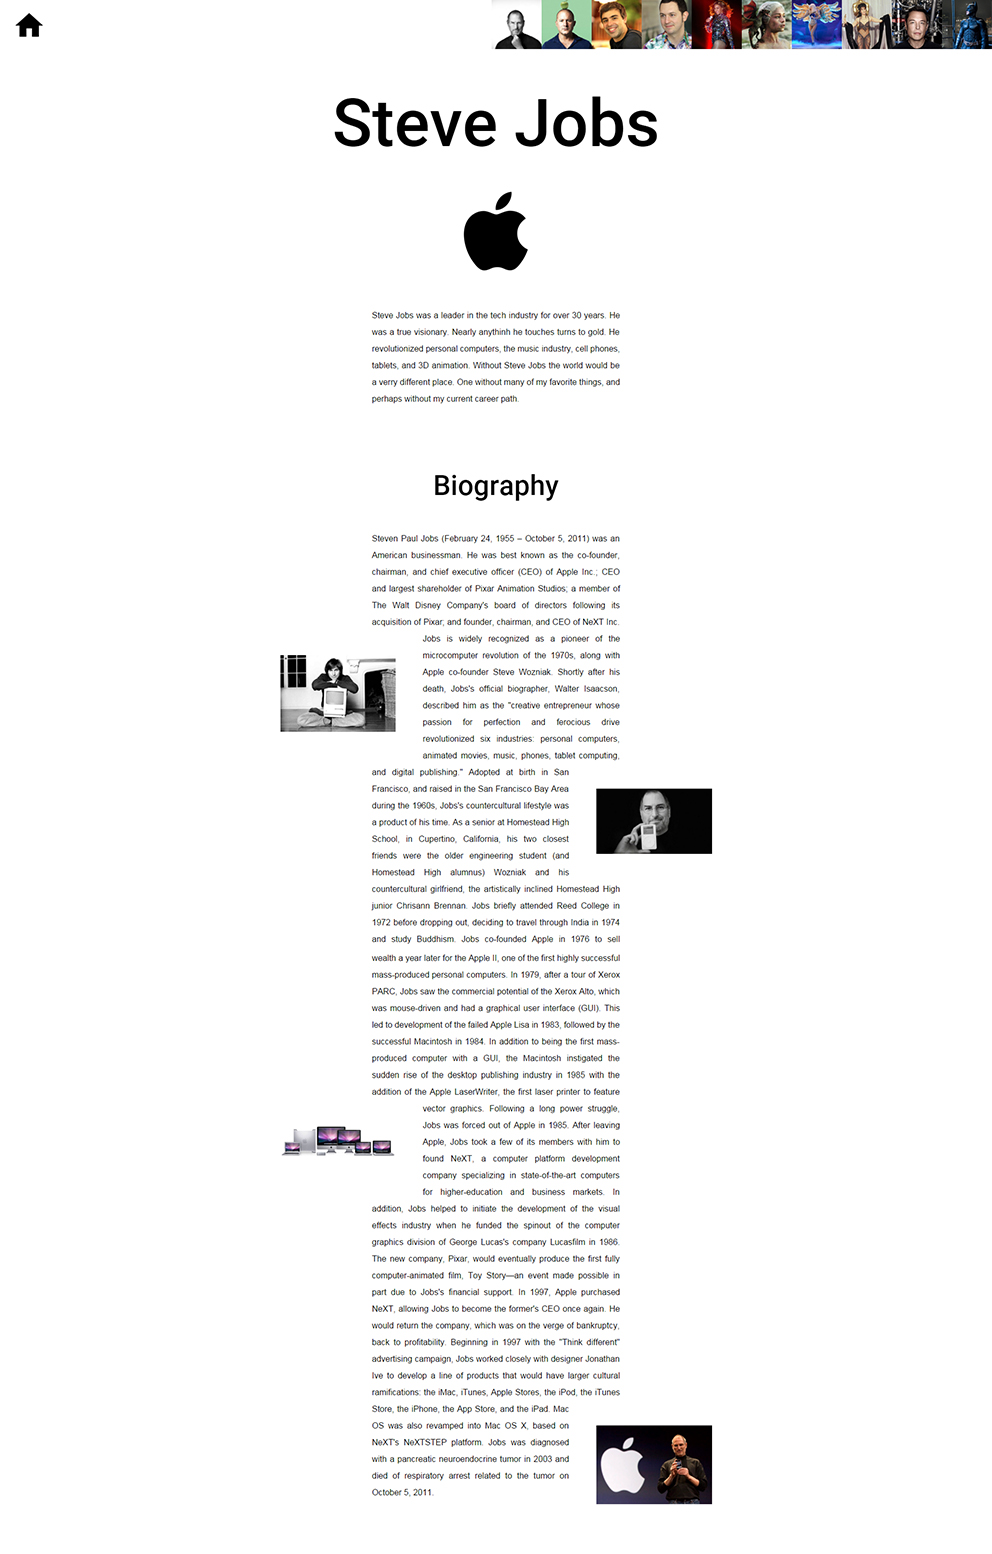 Steve Jobs
Steve Jobs was a leader in the tech industry for over 30 years. He
was a true visionary. Nearly anythinh he touches turns to gold. He
revolutionized personal computers, the music industry, cell phones,
tablets, and 3D animation. Without Steve Jobs the world would be
a verry different place. One without many of my favorite things, and
perhaps without my current career path.
Biography
Steven Paul Jobs (February 24, 1955 – October 5, 2011) was an
American businessman. He was best known as the co-founder,
chairman, and chief executive officer (CEO) of Apple Inc.; CEO
and largest shareholder of Pixar Animation Studios; a member of
The Walt Disney Company's board of directors following its
acquisition of Pixar; and founder, chairman, and CEO of NeXT Inc.
Jobs is widely recognized as a pioneer of the
microcomputer revolution of the 1970s, along with
Apple co-founder Steve Wozniak. Shortly after his
death, Jobs's official biographer, Walter Isaacson,
described him as the "creative entrepreneur whose
passion for perfection and ferocious drive
revolutionized six industries: personal computers,
animated movies, music, phones, tablet computing,
and digital publishing." Adopted at birth in San
Francisco, and raised in the San Francisco Bay Area
during the 1960s, Jobs's countercultural lifestyle was
a product of his time. As a senior at Homestead High
School, in Cupertino, California, his two closest
friends were the older engineering student (and
Homestead High alumnus) Wozniak and his
countercultural girlfriend, the artistically inclined Homestead High
junior Chrisann Brennan. Jobs briefly attended Reed College in
1972 before dropping out, deciding to travel through India in 1974
and study Buddhism. Jobs co-founded Apple in 1976 to sell
wealth a year later for the Apple II, one of the first highly successful
mass-produced personal computers. In 1979, after a tour of Xerox
PARC, Jobs saw the commercial potential of the Xerox Alto, which
was mouse-driven and had a graphical user interface (GUI). This
led to development of the failed Apple Lisa in 1983, followed by the
successful Macintosh in 1984. In addition to being the first mass-
produced computer with a GUI, the Macintosh instigated the
sudden rise of the desktop publishing industry in 1985 with the
addition of the Apple LaserWriter, the first laser printer to feature
vector graphics. Following a long power struggle,
Jobs was forced out of Apple in 1985. After leaving
Apple, Jobs took a few of its members with him to
found NeXT, a computer platform development
company specializing in state-of-the-art computers
for higher-education and business markets. In
addition, Jobs helped to initiate the development of the visual
effects industry when he funded the spinout of the computer
graphics division of George Lucas's company Lucasfilm in 1986.
The new company, Pixar, would eventually produce the first fully
computer-animated film, Toy Story—an event made possible in
part due to Jobs's financial support. In 1997, Apple purchased
NeXT, allowing Jobs to become the former's CEO once again. He
would return the company, which was on the verge of bankruptcy,
back to profitability. Beginning in 1997 with the "Think different"
advertising campaign, Jobs worked closely with designer Jonathan
Ive to develop a line of products that would have larger cultural
ramifications: the iMac, iTunes, Apple Stores, the iPod, the iTunes
Store, the iPhone, the App Store, and the iPad. Mac
OS was also revamped into Mac OS X, based on
NeXT's NeXTSTEP platform. Jobs was diagnosed
with a pancreatic neuroendocrine tumor in 2003 and
died of respiratory arrest related to the tumor on
October 5, 2011.